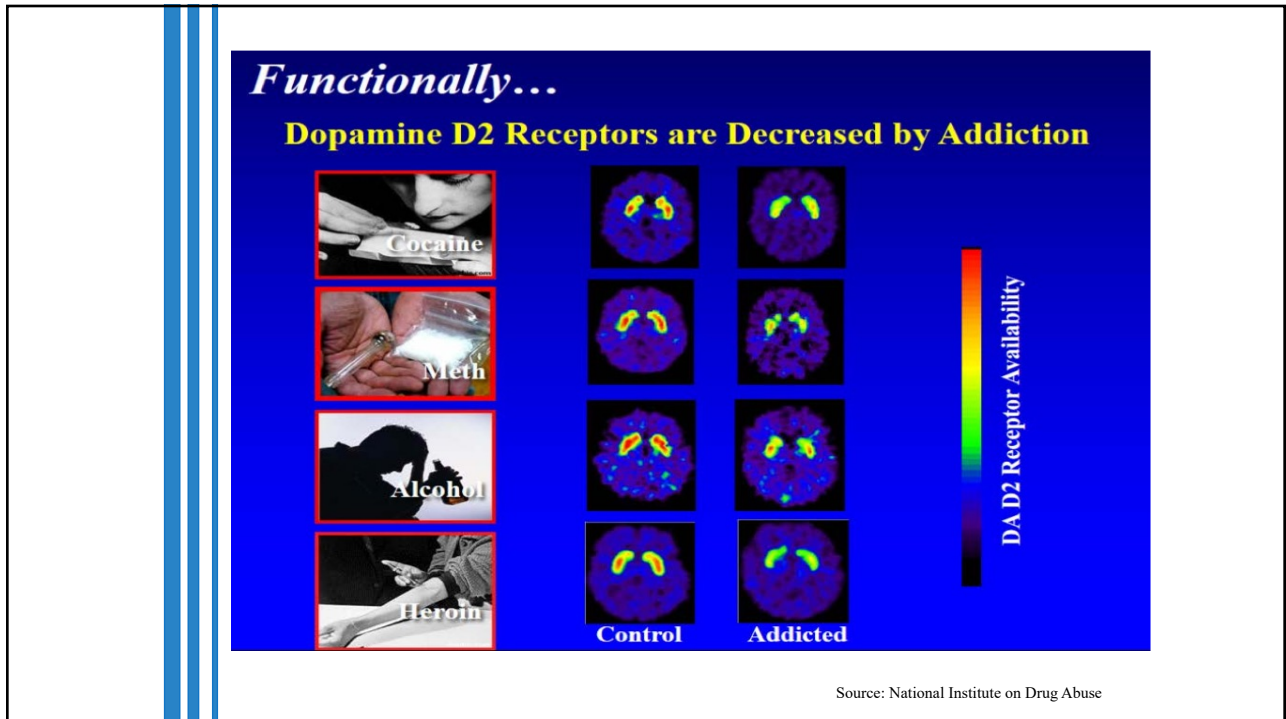 Functionally…
Dopamine D2 Receptors are Decreased by Addiction
Cocaine
Meth
Alcohol
Heroin
Control Addicted
DA D2 Receptor Availability
Source: National Institute on Drug Abuse